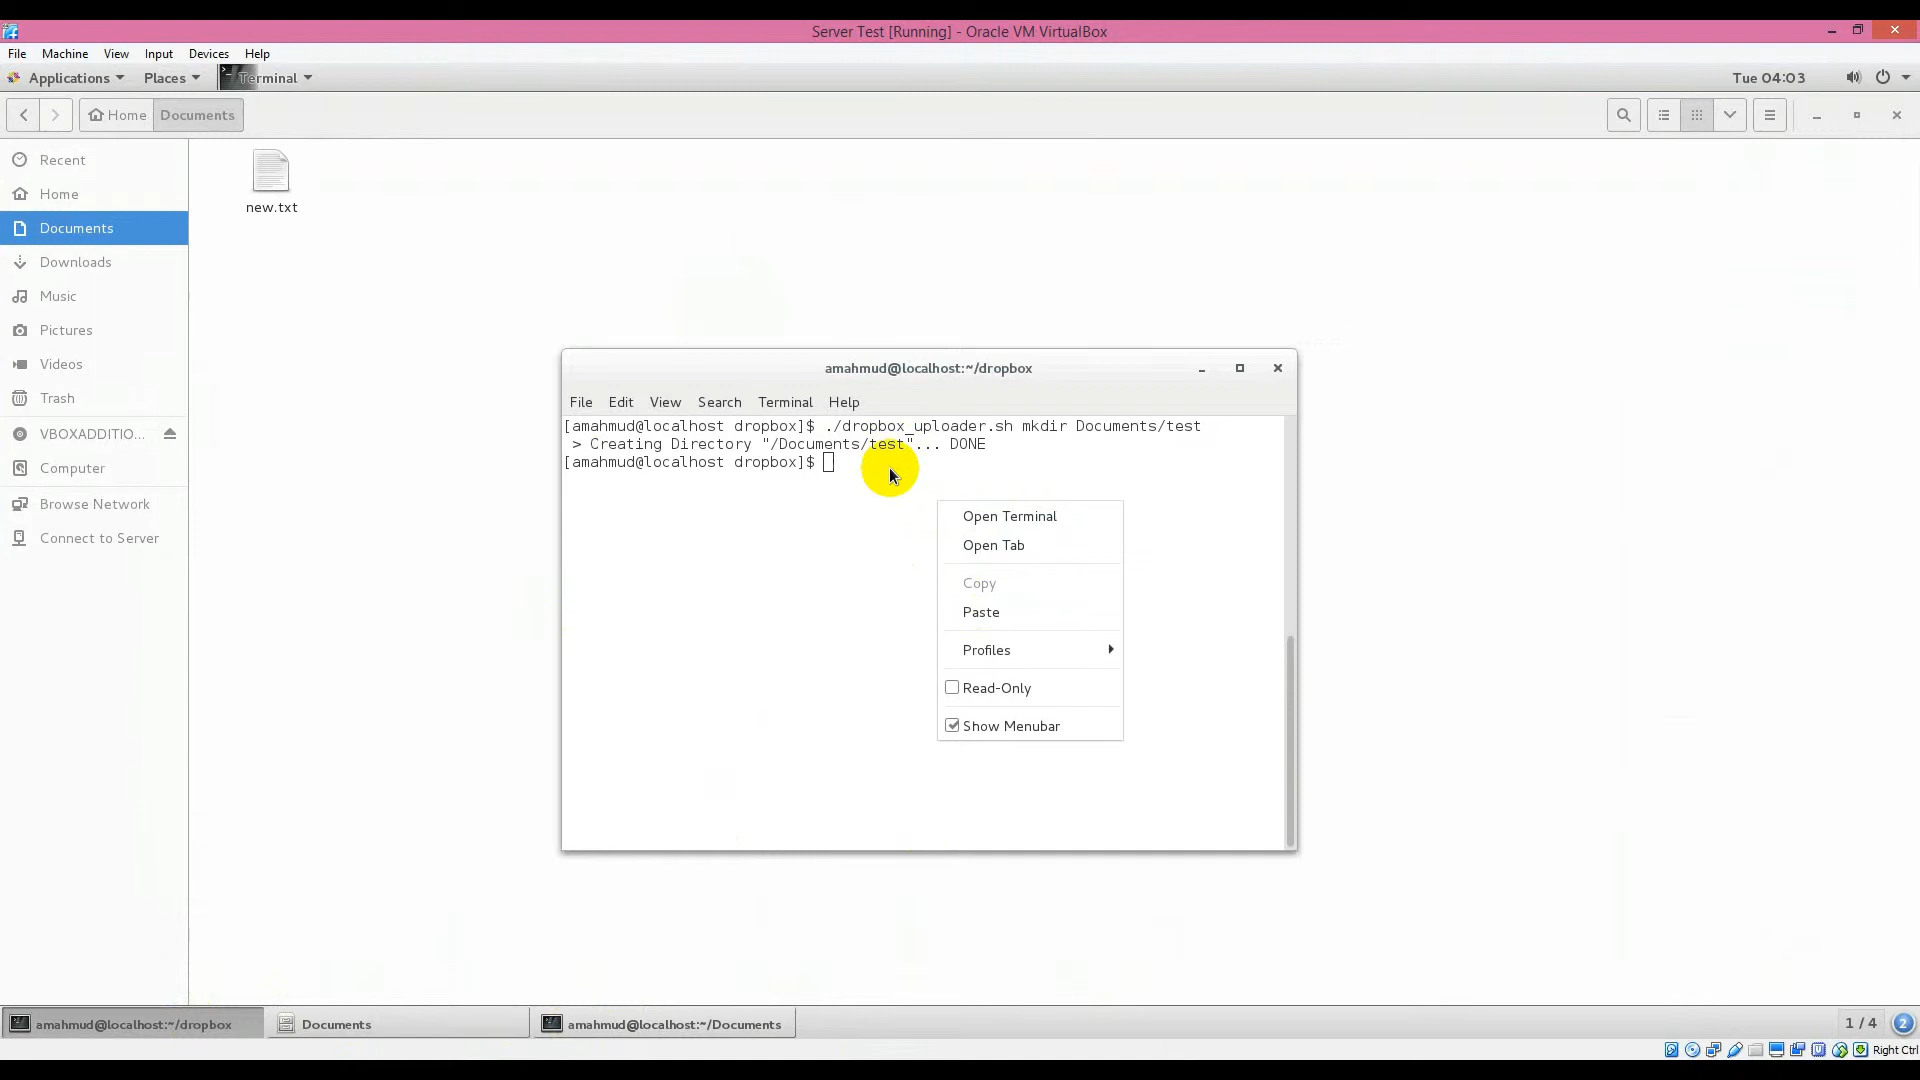 Server Test [Running] - Oracle VM VirtualBox
File Machine View Input Devices Help
Applications Places Terminal Tue 04:03
Home Documents
Recent
Home
Documents
Downloads
Music
Pictures
Videos
Trash
VBOXADDITIO...
Computer
Browse Network
Connect to Server
new.txt
amahmud@localhost:~/dropbox
File Edit View Search Terminal Help
[amahmud@localhost dropbox]$ ./dropbox_uploader.sh mkdir Documents/test
> Creating Directory "/Documents/test"... DONE
[amahmud@localhost dropbox]$
Open Terminal
Open Tab
Copy
Paste
Profiles
Read-Only
Show Menubar
amahmud@localhost:~/dropbox Documents amahmud@localhost:~/Documents 1 / 4 2
Right Ctrl